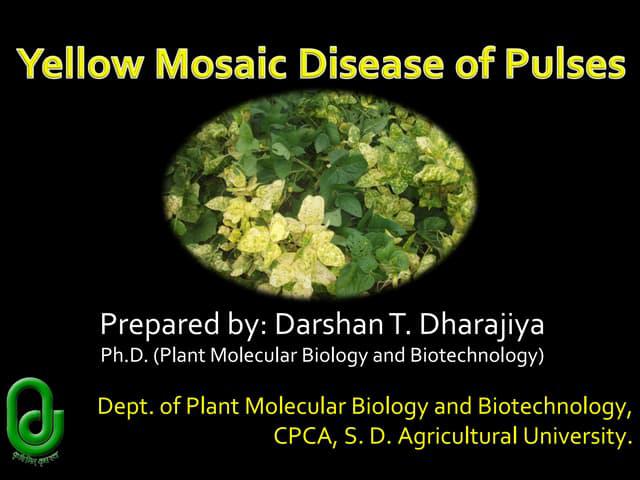 Yellow Mosaic Disease of Pulses
Prepared by: Darshan T. Dharajiya
Ph.D. (Plant Molecular Biology and Biotechnology)
Dept. of Plant Molecular Biology and Biotechnology,
CPCA, S. D. Agricultural University.